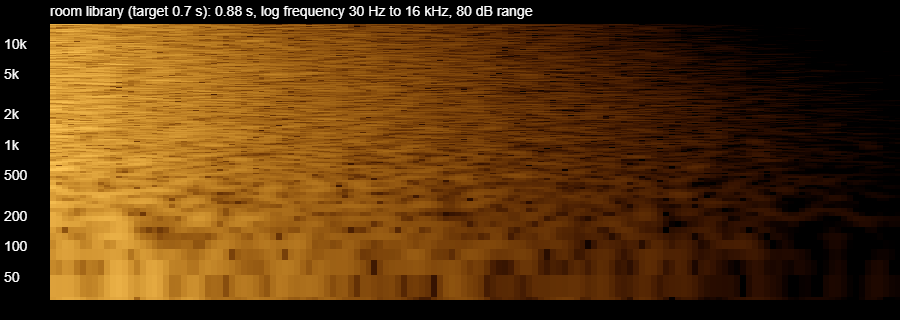 room library (target 0.7 s): 0.88 s, log frequency 30 Hz to 16 kHz, 80 dB range
10k
5k
2k
1k
500
200
100
50